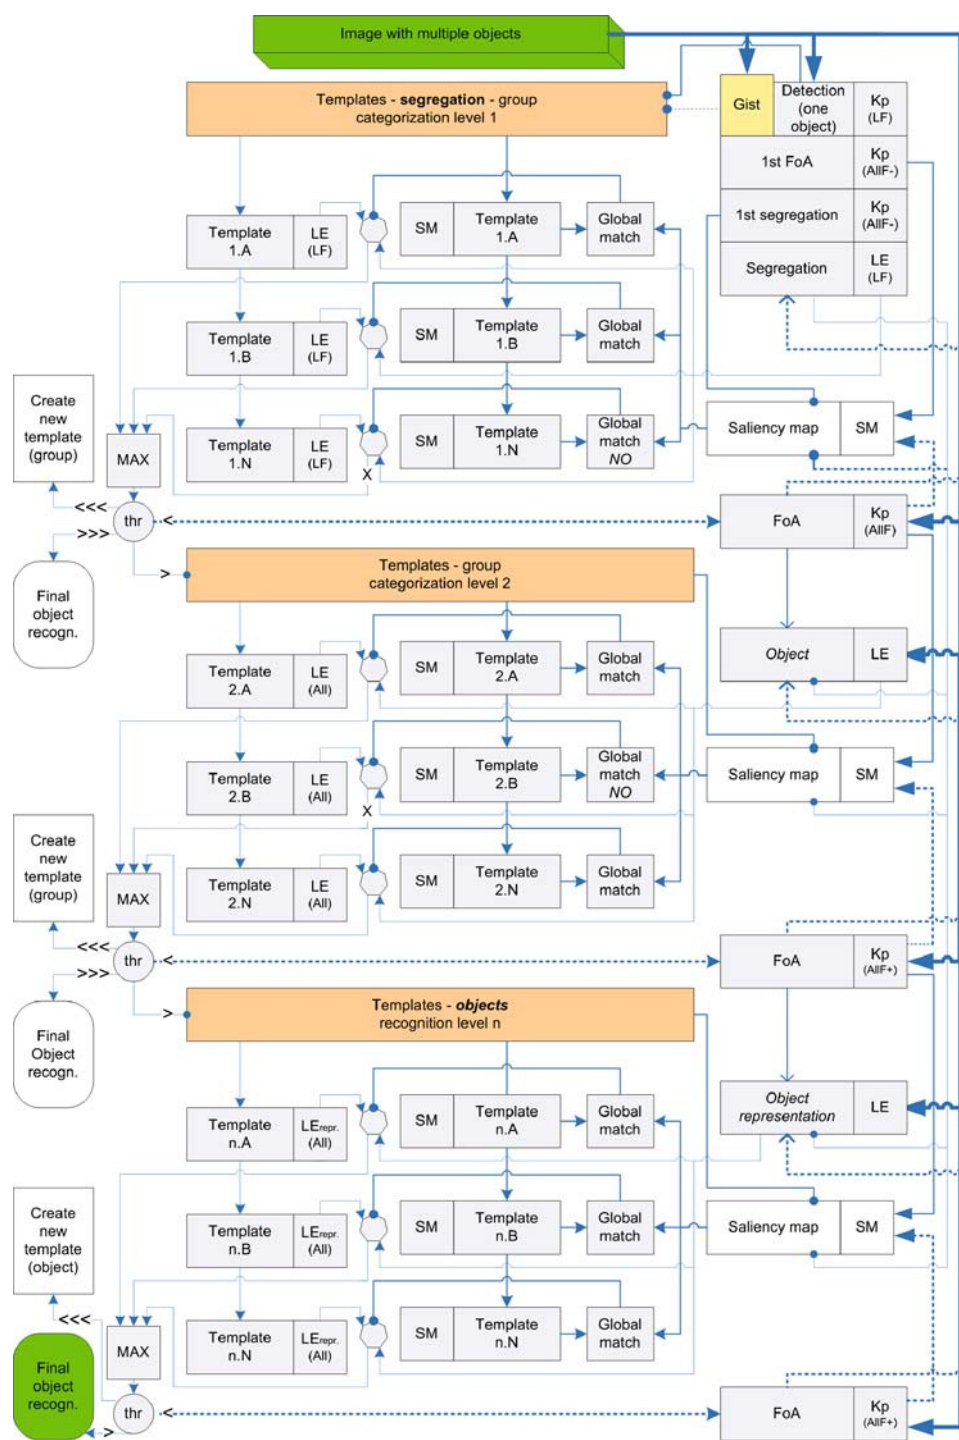 Image with multiple objects
Templates - segregation - group
categorization level 1
Gist
Detection
(one
object)
Kp
(LF)
1st FoA
Kp
(AllF-)
1st segregation
Kp
(AllF-)
Segregation
LE
(LF)
Template
1.A
LE
(LF)
SM
Template
1.A
Global
match
Template
1.B
LE
(LF)
SM
Template
1.B
Global
match
Template
1.N
LE
(LF)
X
SM
Template
1.N
Global
match
NO
Saliency map
SM
Create
new
template
(group)
MAX
<<<
thr
<
>>>
>
Final
object
recogn.
FoA
Kp
(AllF)
Templates - group
categorization level 2
Object
LE
Template
2.A
LE
(All)
SM
Template
2.A
Global
match
Template
2.B
LE
(All)
X
SM
Template
2.B
Global
match
NO
Saliency map
SM
Template
2.N
LE
(All)
SM
Template
2.N
Global
match
Create
new
template
(group)
MAX
<<<
thr
<
>>>
>
Final
Object
recogn.
FoA
Kp
(AllF+)
Templates - objects
recognition level n
Object
representation
LE
Template
n.A
LErepr.
(All)
SM
Template
n.A
Global
match
Template
n.B
LErepr.
(All)
SM
Template
n.B
Global
match
Saliency map
SM
Template
n.N
LErepr.
(All)
SM
Template
n.N
Global
match
Create
new
template
(object)
<<<
MAX
thr
<
>
Final
object
recogn.
FoA
Kp
(AllF+)